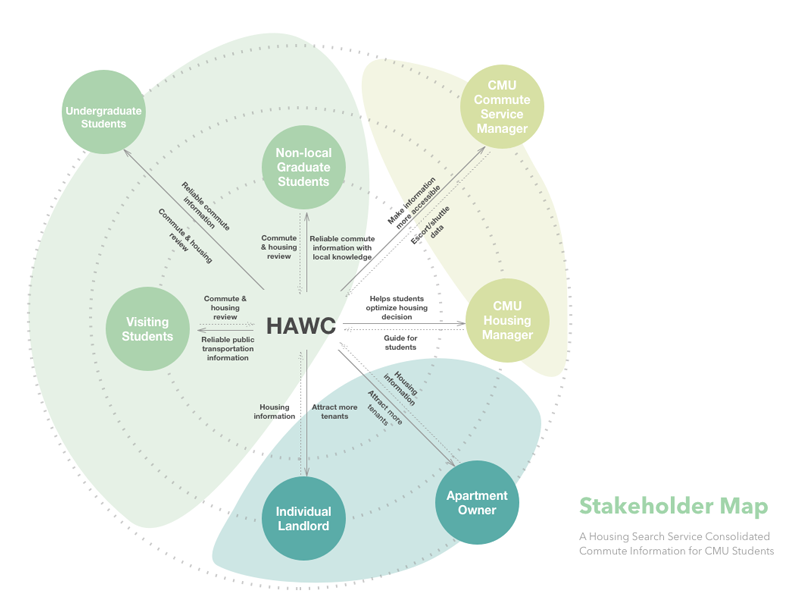 Undergraduate
Students
Non-local
Graduate
Students
CMU
Commute
Service
Manager
Reliable commute
information
Commute & housing
review
Commute
& housing
review
Reliable commute
information with
local knowledge
Make information
more accessible
Escort/shuttle
data
Visiting
Students
Commute &
housing
review
Reliable public
transportation
information
HAWC
Helps students
optimize housing
decision
Guide for
students
CMU
Housing
Manager
Housing
information
Attract more
tenants
Housing
information
Attract more
tenants
Individual
Landlord
Apartment
Owner
Stakeholder Map
A Housing Search Service Consolidated
Commute Information for CMU Students